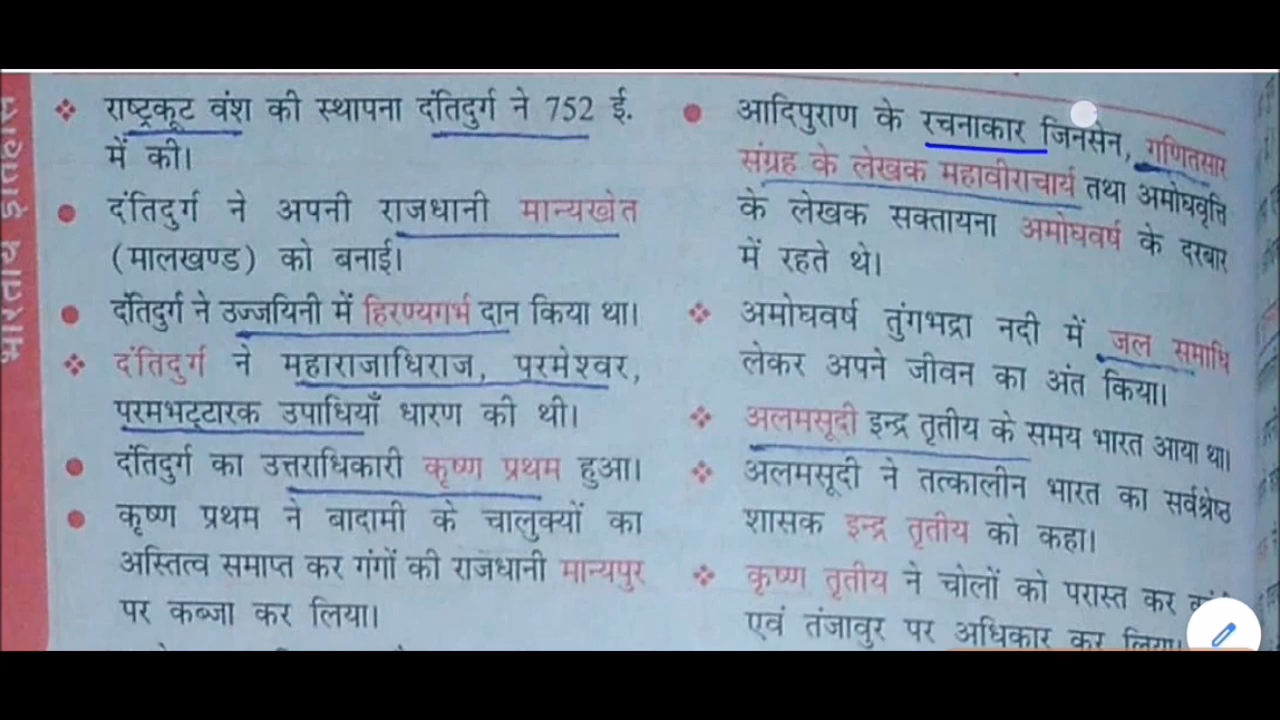 भारतीय इतिहास
राष्ट्रकूट वंश की स्थापना दंतिदुर्ग ने 752 ई.
में की।
दंतिदुर्ग ने अपनी राजधानी मान्यखेत
(मालखण्ड) को बनाई।
दंतिदुर्ग ने उज्जयिनी में हिरण्यगर्भ दान किया था।
दंतिदुर्ग ने महाराजाधिराज, परमेश्वर,
परमभट्टारक उपाधियाँ धारण की थी।
दंतिदुर्ग का उत्तराधिकारी कृष्ण प्रथम हुआ।
कृष्ण प्रथम ने बादामी के चालुक्यों का
अस्तित्व समाप्त कर गंगों की राजधानी मान्यपुर
पर कब्जा कर लिया।
आदिपुराण के रचनाकार जिनसेन, गणितसार
संग्रह के लेखक महावीराचार्य तथा अमोघवृत्ति
के लेखक सक्तायना अमोघवर्ष के दरबार
में रहते थे।
अमोघवर्ष तुंगभद्रा नदी में जल समाधि
लेकर अपने जीवन का अंत किया।
अलमसूदी इन्द्र तृतीय के समय भारत आया था।
अलमसूदी ने तत्कालीन भारत का सर्वश्रेष्ठ
शासक इन्द्र तृतीय को कहा।
कृष्ण तृतीय ने चोलों को परास्त कर
एवं तंजावुर पर अधिकार कर लिया।